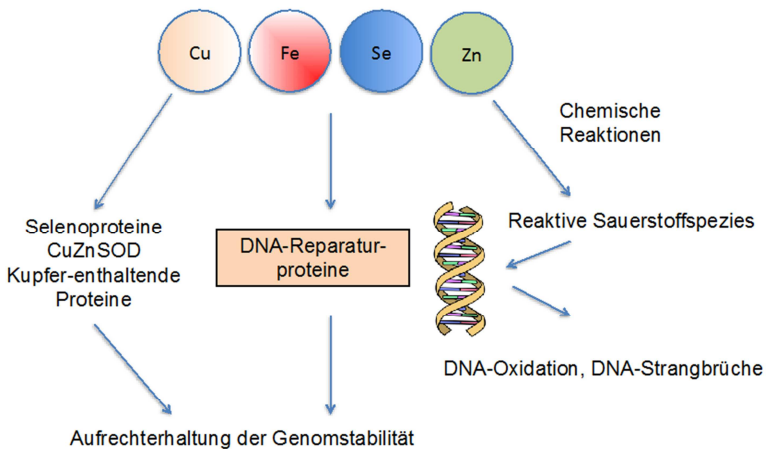 Cu
Fe
Se
Zn
Chemische
Reaktionen
Selenoproteine
CuZnSOD
Kupfer-enthaltende
Proteine
DNA-Reparatur-
proteine
Reaktive Sauerstoffspezies
DNA-Oxidation, DNA-Strangbrüche
Aufrechterhaltung der Genomstabilität